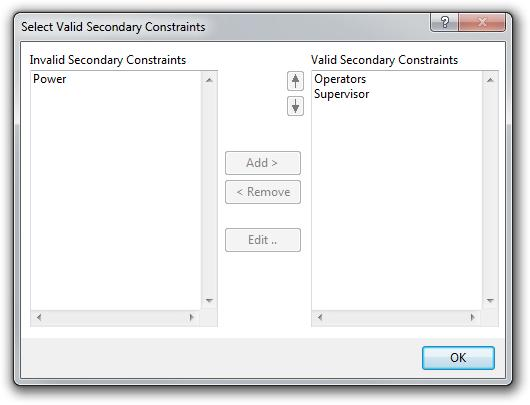 Select Valid Secondary Constraints
Invalid Secondary Constraints
Power
Valid Secondary Constraints
Operators
Supervisor
Add >
< Remove
Edit ..
OK